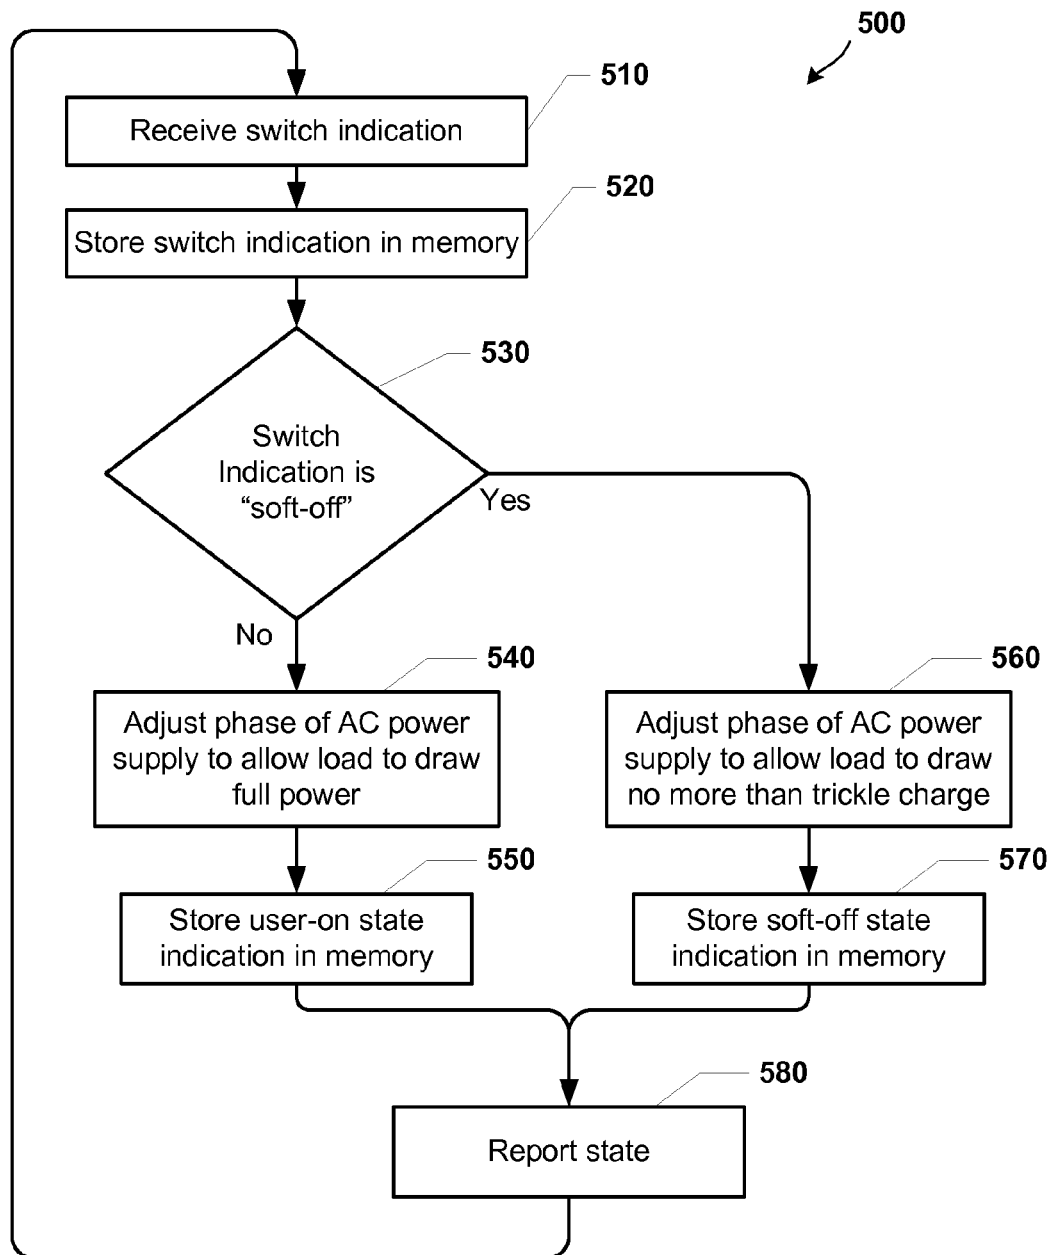 500
510
Receive switch indication
520
Store switch indication in memory
530
Switch
Indication is
“soft-off”
Yes
No
540
Adjust phase of AC power
supply to allow load to draw
full power
560
Adjust phase of AC power
supply to allow load to draw
no more than trickle charge
550
Store user-on state
indication in memory
570
Store soft-off state
indication in memory
580
Report state